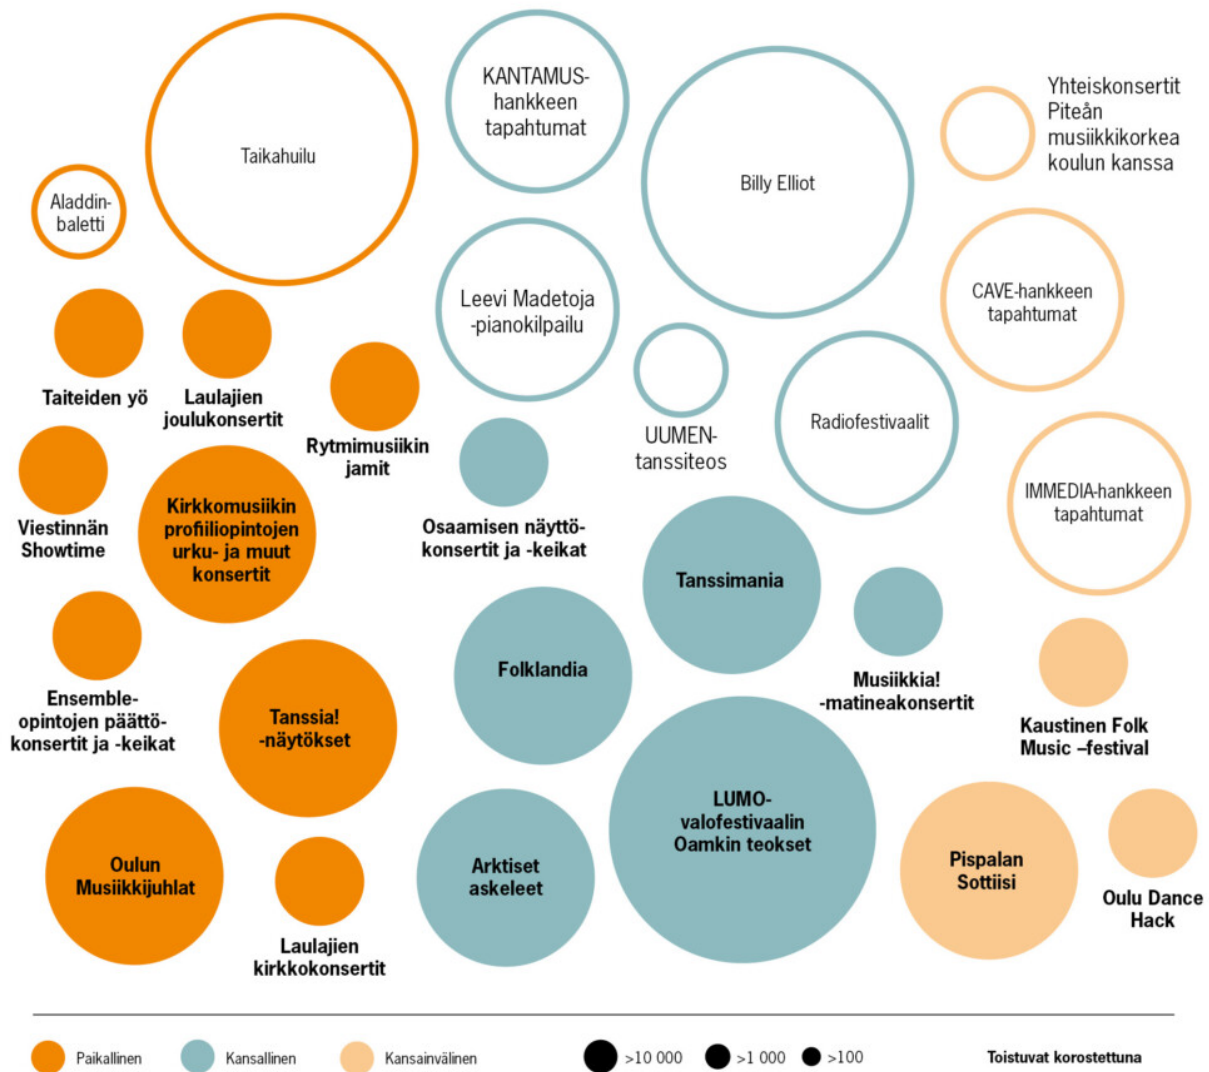 Taikahuilu
Aladdin-
baletti
Taiteiden yö
Laulajien
joulukonsertit
Rytmimusiikin
jamit
Viestinnän
Showtime
Kirkkomusiikin
profiiliopintojen
urku- ja muut
konsertit
Ensemble-
opintojen päättö-
konsertit ja -keikat
Tanssia!
-näytökset
Oulun
Musiikkijuhlat
Laulajien
kirkkokonsertit
KANTAMUS-
hankkeen
tapahtumat
Billy Elliot
Leevi Madetoja
-pianokilpailu
UUMEN-
tanssiteos
Radiofestivaalit
Osaamisen näyttö-
konsertit ja -keikat
Tanssimania
Folklandia
Musiikkia!
-matineakonsertit
LUMO-
valofestivaalin
Oamkin teokset
Arktiset
askeleet
Yhteiskonsertit
Piteån
musiikkikorkea
koulun kanssa
CAVE-hankkeen
tapahtumat
IMMEDIA-hankkeen
tapahtumat
Kaustinen Folk
Music –festival
Pispalan
Sottiisi
Oulu Dance
Hack
Paikallinen
Kansallinen
Kansainvälinen
>10 000
>1 000
>100
Toistuvat korostettuna